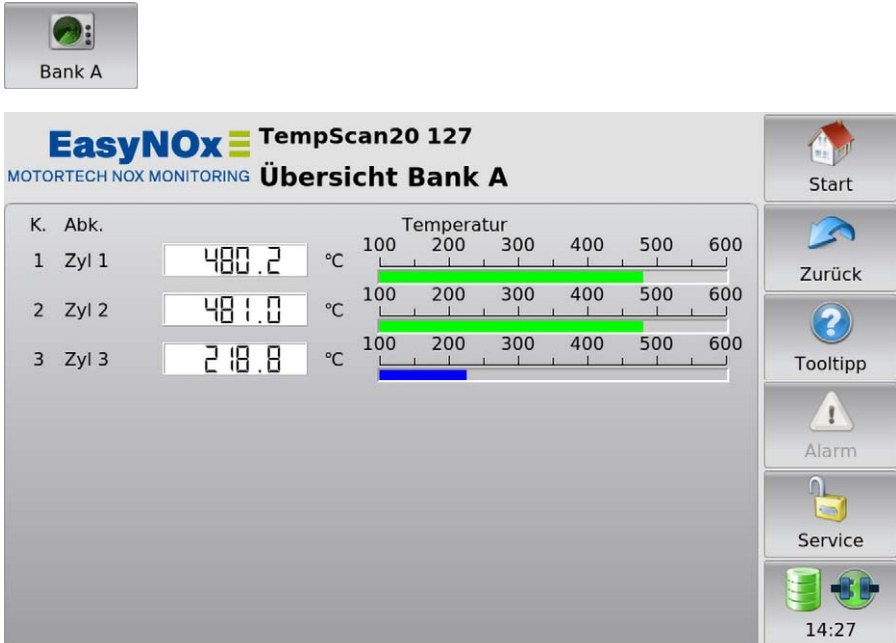 Bank A
EasyNOx
MOTORTECH NOX MONITORING
TempScan20 127
Übersicht Bank A
Start
K. Abk. Temperatur
100 200 300 400 500 600
1 Zyl 1 480.2 °C
100 200 300 400 500 600
2 Zyl 2 481.0 °C
100 200 300 400 500 600
3 Zyl 3 218.8 °C
Zurück
Tooltipp
Alarm
Service
14:27